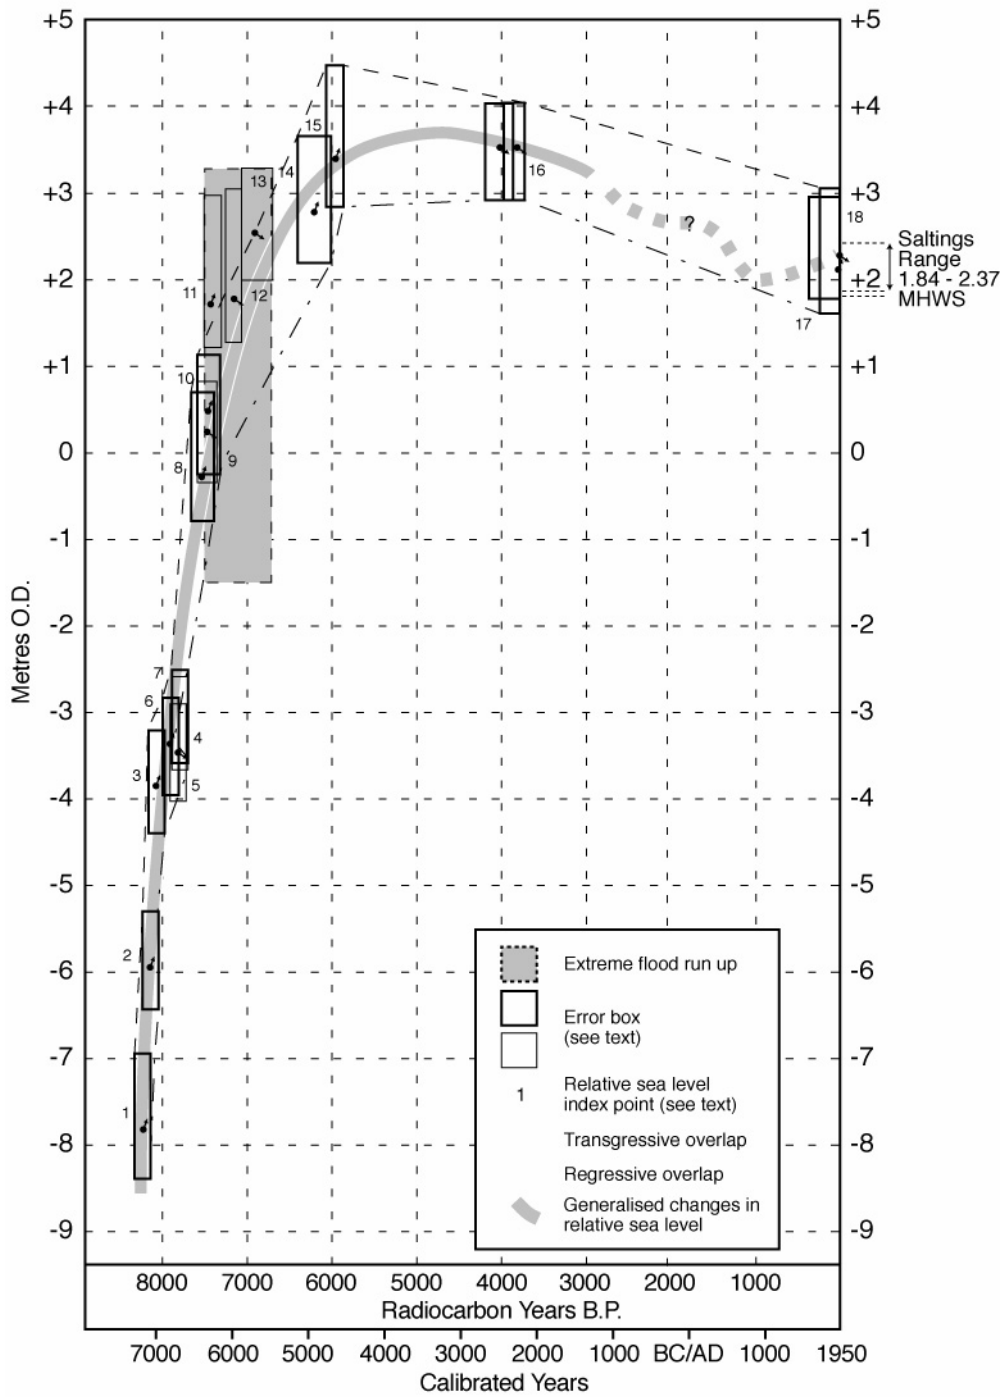 +5 +5
+4 +4
15
14
13
16
+3 +3
18
?
Saltings
Range
1.84 - 2.37
MHWS
+2 +2
11
12
17
+1 +1
10
0 0
8
9
-1 -1
Metres O.D.
-2 -2
7
6
-3 -3
4
3
5
-4 -4
-5 -5
2
-6 -6
-7 -7
1
-8 -8
-9 -9
Extreme flood run up
Error box
(see text)
1
Relative sea level
index point (see text)
Transgressive overlap
Regressive overlap
Generalised changes in
relative sea level
8000 7000 6000 5000 4000 3000 2000 1000
Radiocarbon Years B.P.
7000 6000 5000 4000 3000 2000 1000 BC/AD 1000 1950
Calibrated Years